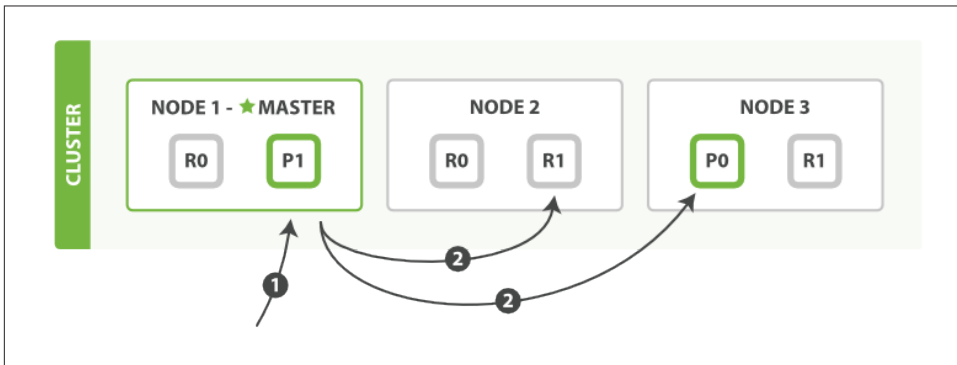 CLUSTER
NODE 1 - ★ MASTER
R0
P1
NODE 2
R0
R1
NODE 3
P0
R1
1
2
2